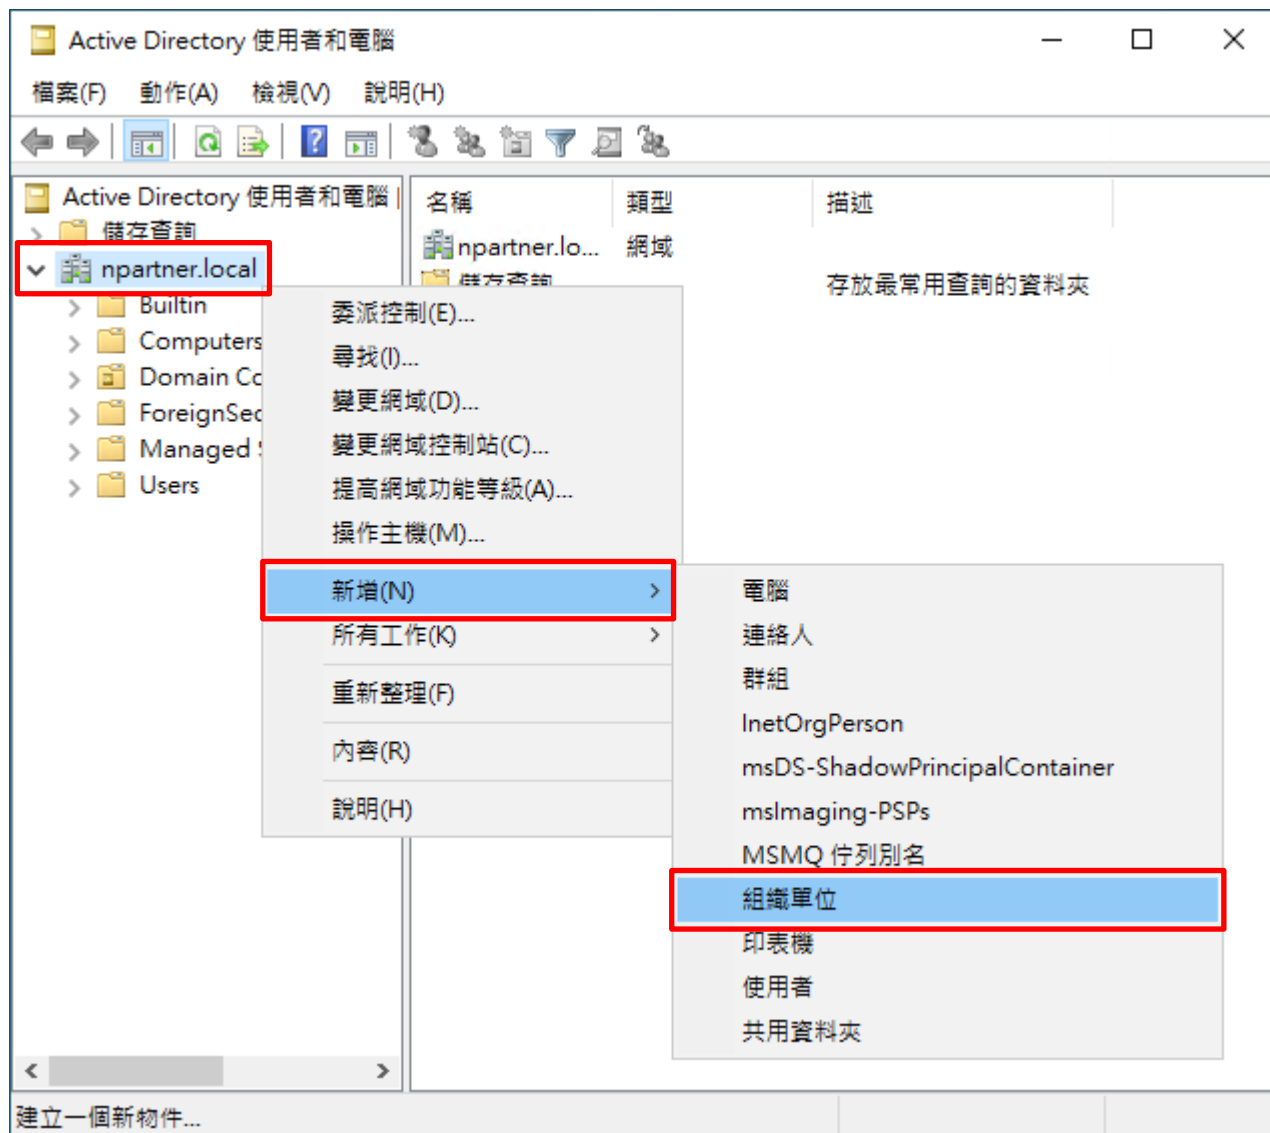 Active Directory 使用者和電腦
檔案(F) 動作(A) 檢視(V) 說明(H)
Active Directory 使用者和電腦
儲存查詢
npartner.local
Builtin
Computers
Domain Co
ForeignSec
Managed
Users
名稱 類型 描述
npartner.lo... 網域
儲存查詢 存放最常用查詢的資料夾
委派控制(E)...
尋找(I)...
變更網域(D)...
變更網域控制站(C)...
提高網域功能等級(A)...
操作主機(M)...
新增(N)
所有工作(K)
重新整理(F)
內容(R)
說明(H)
電腦
連絡人
群組
InetOrgPerson
msDS-ShadowPrincipalContainer
msImaging-PSPs
MSMQ 佇列別名
組織單位
印表機
使用者
共用資料夾
建立一個新物件...